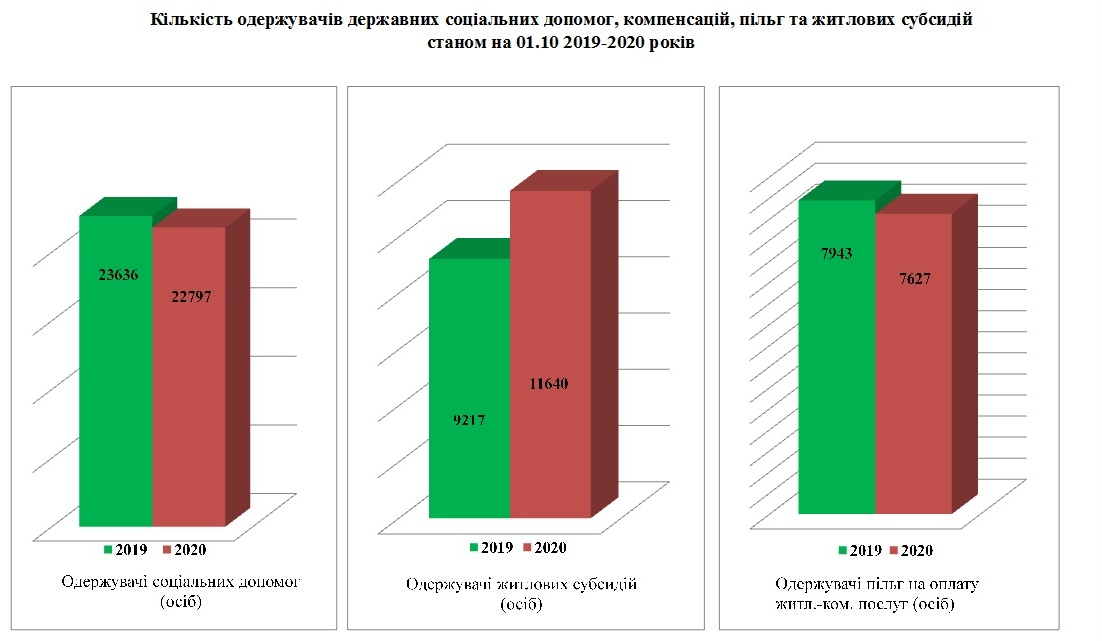 Кількість одержувачів державних соціальних допомог, компенсацій, пільг та житлових субсидій
станом на 01.10 2019-2020 років
23636
22797
2019 2020
Одержувачі соціальних допомог
(осіб)
9217
11640
2019 2020
Одержувачі житлових субсидій
(осіб)
7943
7627
2019 2020
Одержувачі пільг на оплату
житл.-ком. послуг (осіб)